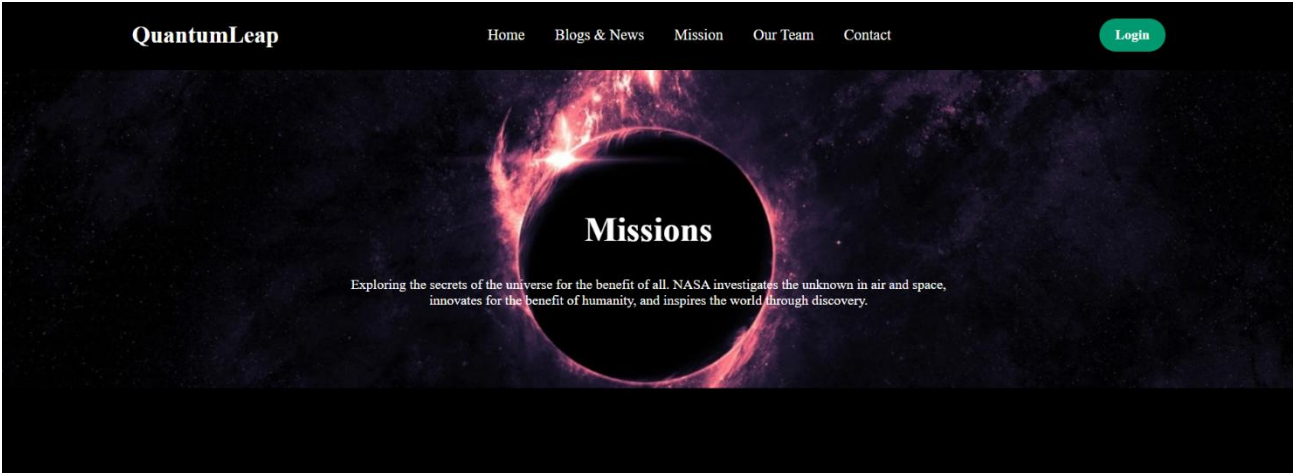 QuantumLeap
Home
Blogs & News
Mission
Our Team
Contact
Login
Missions
Exploring the secrets of the universe for the benefit of all. NASA investigates the unknown in air and space,
innovates for the benefit of humanity, and inspires the world through discovery.